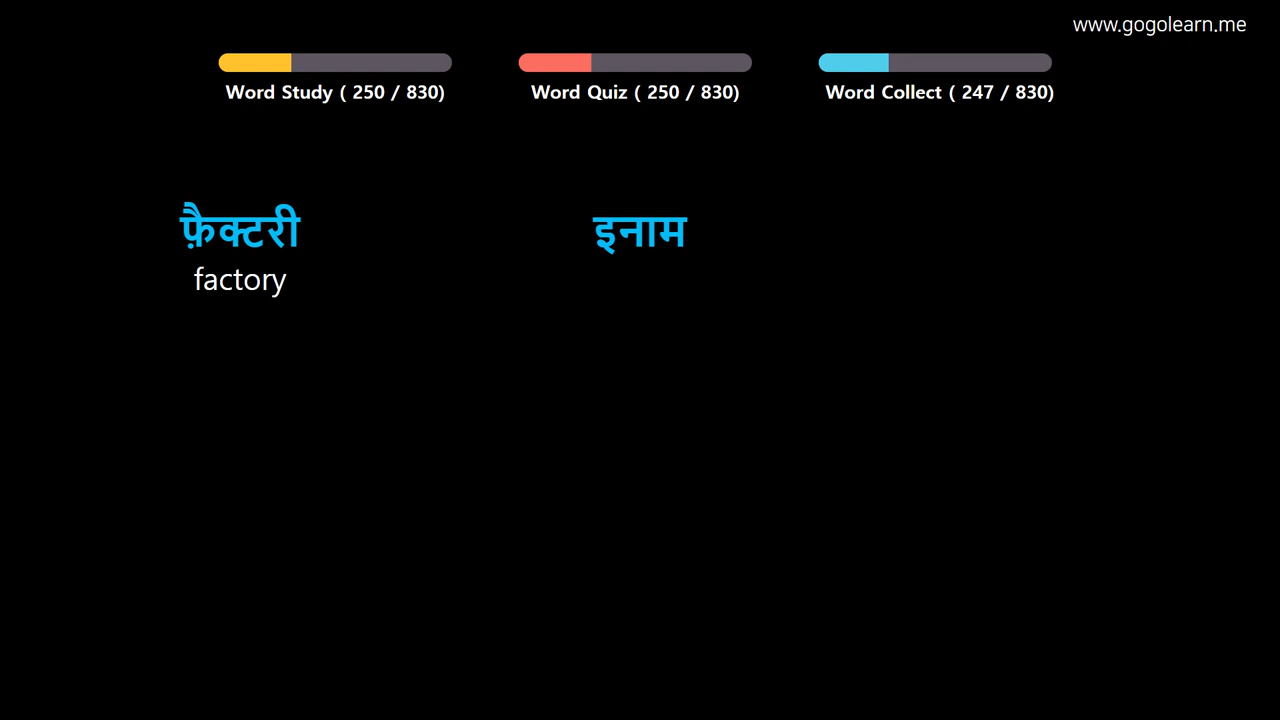 www.gogolearn.me
Word Study ( 250 / 830)
Word Quiz ( 250 / 830)
Word Collect ( 247 / 830)
फ़ैक्टरी
इनाम
factory